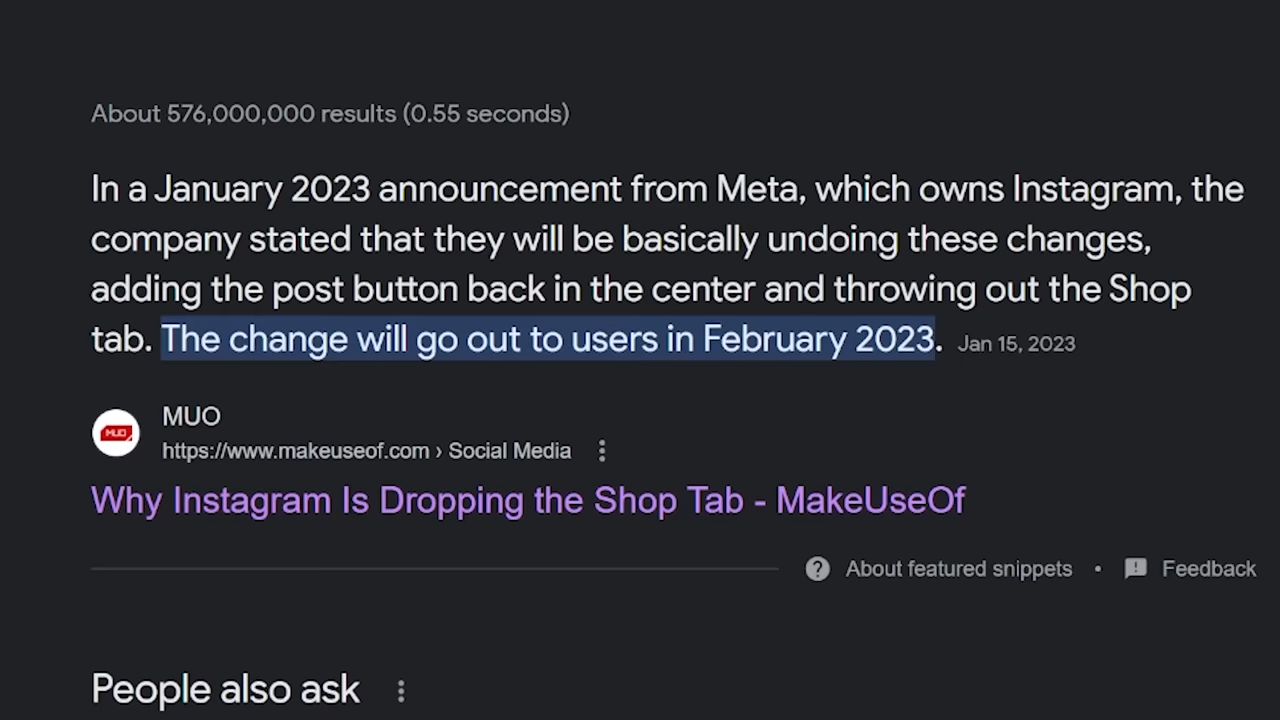 About 576,000,000 results (0.55 seconds)
In a January 2023 announcement from Meta, which owns Instagram, the
company stated that they will be basically undoing these changes,
adding the post button back in the center and throwing out the Shop
tab. The change will go out to users in February 2023. Jan 15, 2023
MUO
MUO
https://www.makeuseof.com › Social Media
Why Instagram Is Dropping the Shop Tab - MakeUseOf
About featured snippets • Feedback
People also ask